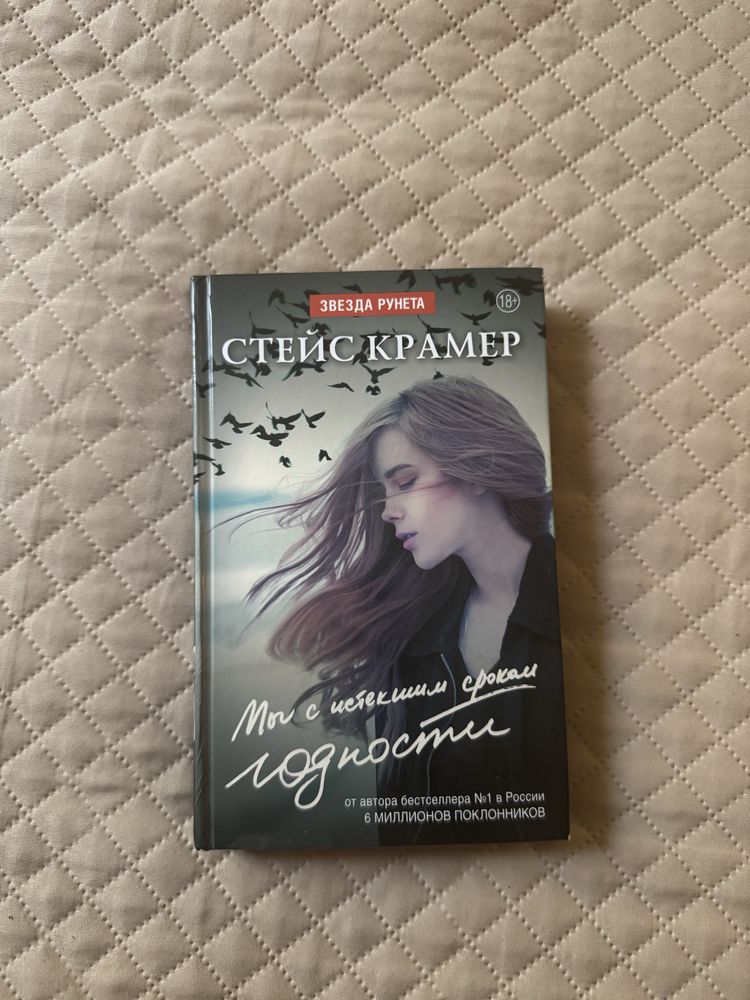 ЗВЕЗДА РУНЕТА
18+
СТЕЙС КРАМЕР
Мы с истекшим сроком
годности
от автора бестселлера №1 в России
6 МИЛЛИОНОВ ПОКЛОННИКОВ